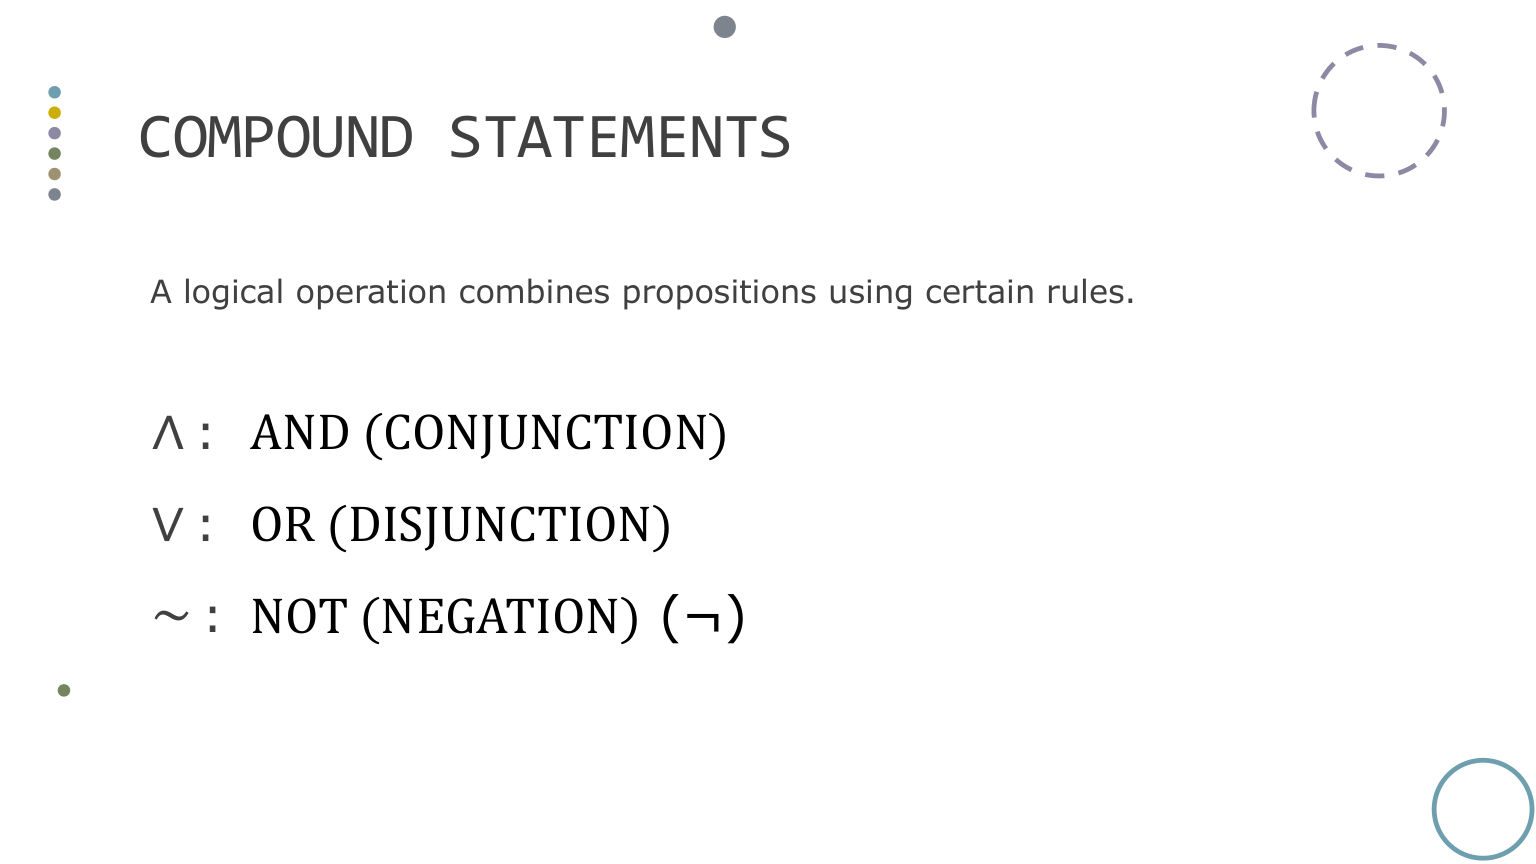 COMPOUND STATEMENTS
A logical operation combines propositions using certain rules.
Λ : AND (CONJUNCTION)
V : OR (DISJUNCTION)
~ : NOT (NEGATION) (¬)